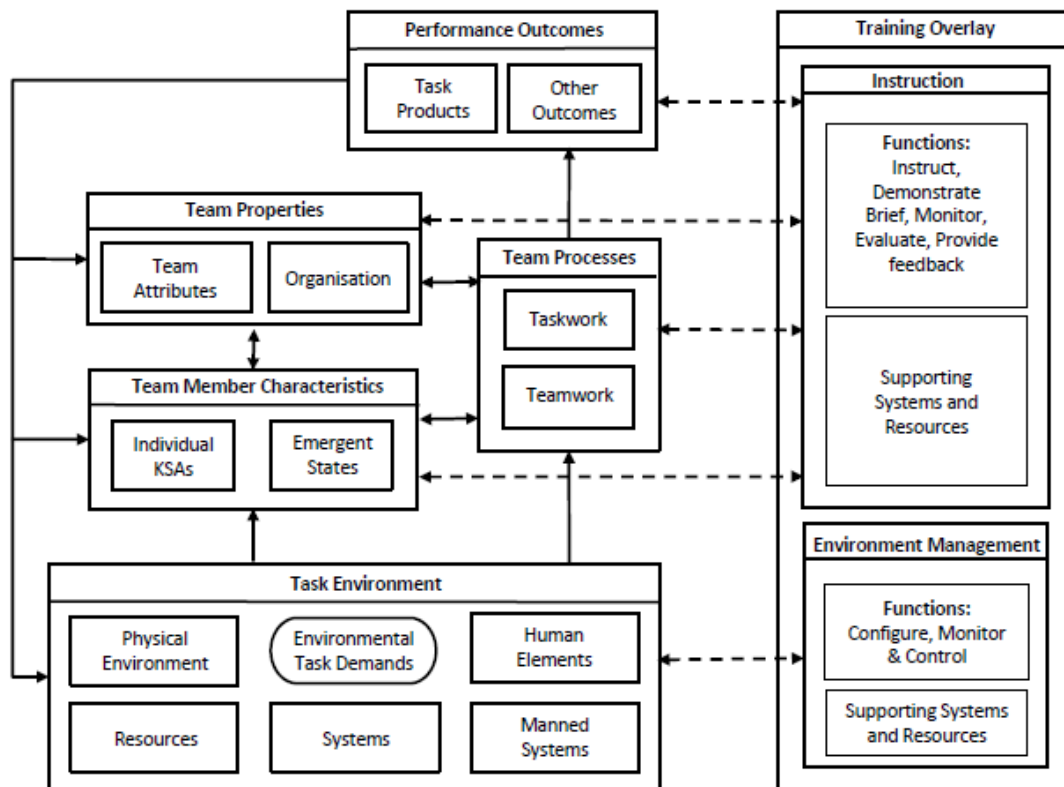 Performance Outcomes
Task
Products
Other
Outcomes
Team Properties
Team
Attributes
Organisation
Team Processes
Taskwork
Teamwork
Team Member Characteristics
Individual
KSAs
Emergent
States
Task Environment
Physical
Environment
Environmental
Task Demands
Human
Elements
Resources
Systems
Manned
Systems
Training Overlay
Instruction
Functions:
Instruct,
Demonstrate
Brief, Monitor,
Evaluate, Provide
feedback
Supporting
Systems and
Resources
Environment Management
Functions:
Configure, Monitor
& Control
Supporting Systems
and Resources